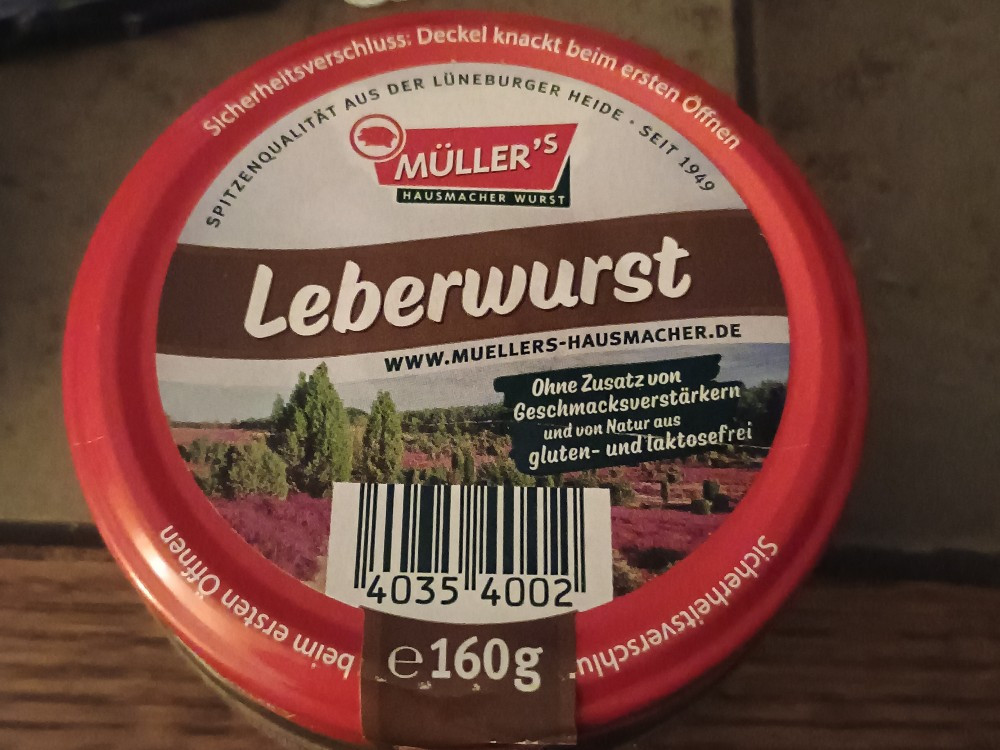 Sicherheitsverschluss: Deckel knackt beim ersten Öffnen
SPITZENQUALITÄT AUS DER LÜNEBURGER HEIDE · SEIT 1949
MÜLLER'S
HAUSMACHER WURST
Leberwurst
WWW.MUELLERS-HAUSMACHER.DE
Ohne Zusatz von
Geschmacksverstärkern
und von Natur aus
gluten- und laktosefrei
4035 4002
e 160g
Sicherheitsverschlu
beim ersten Öffnen